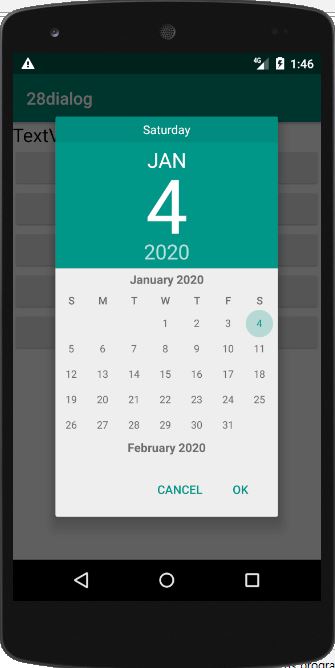 4G 1:46
28dialog
Saturday
JAN
4
2020
January 2020
S M T W T F S
1 2 3 4
5 6 7 8 9 10 11
12 13 14 15 16 17 18
19 20 21 22 23 24 25
26 27 28 29 30 31
February 2020
CANCEL OK